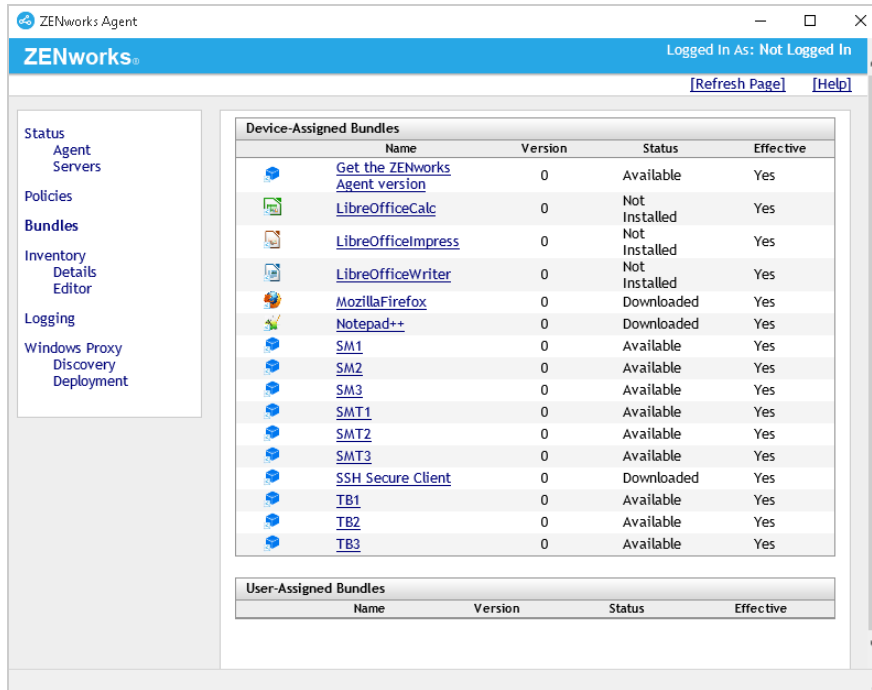 ZENworks Agent
ZENworks®
Logged In As: Not Logged In
[Refresh Page] [Help]
Status
Agent
Servers
Policies
Bundles
Inventory
Details
Editor
Logging
Windows Proxy
Discovery
Deployment
Device-Assigned Bundles
Name Version Status Effective
Get the ZENworks
Agent version 0 Available Yes
LibreOfficeCalc 0 Not
Installed Yes
LibreOfficeImpress 0 Not
Installed Yes
LibreOfficeWriter 0 Not
Installed Yes
MozillaFirefox 0 Downloaded Yes
Notepad++ 0 Downloaded Yes
SM1 0 Available Yes
SM2 0 Available Yes
SM3 0 Available Yes
SMT1 0 Available Yes
SMT2 0 Available Yes
SMT3 0 Available Yes
SSH Secure Client 0 Downloaded Yes
TB1 0 Available Yes
TB2 0 Available Yes
TB3 0 Available Yes
User-Assigned Bundles
Name Version Status Effective